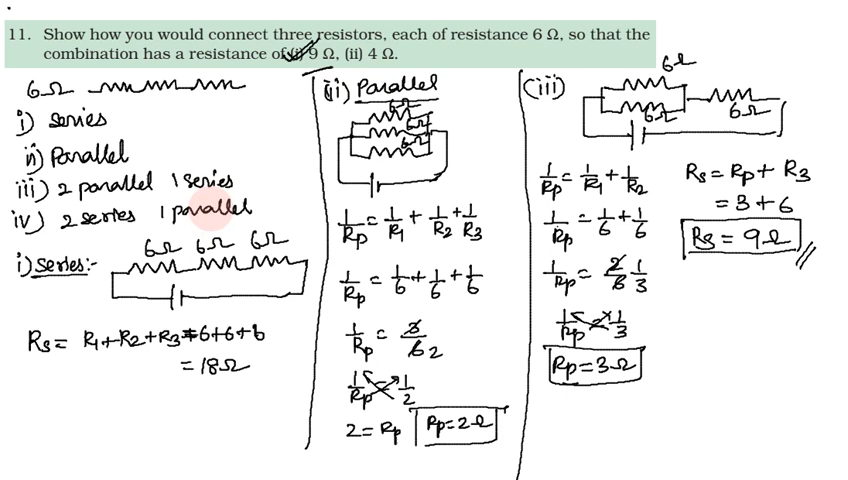 11. Show how you would connect three resistors, each of resistance 6 Ω, so that the
combination has a resistance of (i) 9 Ω, (ii) 4 Ω.
6Ω
i) Series
ii) Parallel
iii) 2 parallel 1 series
iv) 2 series 1 parallel
6Ω 6Ω 6Ω
i) Series:-
Rs = R1+R2+R3 = 6+6+6
= 18Ω
(ii) Parallel
6Ω
6Ω
6Ω
1/Rp = 1/R1 + 1/R2 + 1/R3
1/Rp = 1/6 + 1/6 + 1/6
1/Rp = 3/6 2
1/Rp = 1/2
2 = Rp Rp = 2Ω
(iii)
6Ω
6Ω 6Ω
1/Rp = 1/R1 + 1/R2
1/Rp = 1/6 + 1/6
1/Rp = 2/6 1/3
1/Rp = 1/3
Rp = 3Ω
Rs = Rp + R3
= 3 + 6
Rs = 9Ω